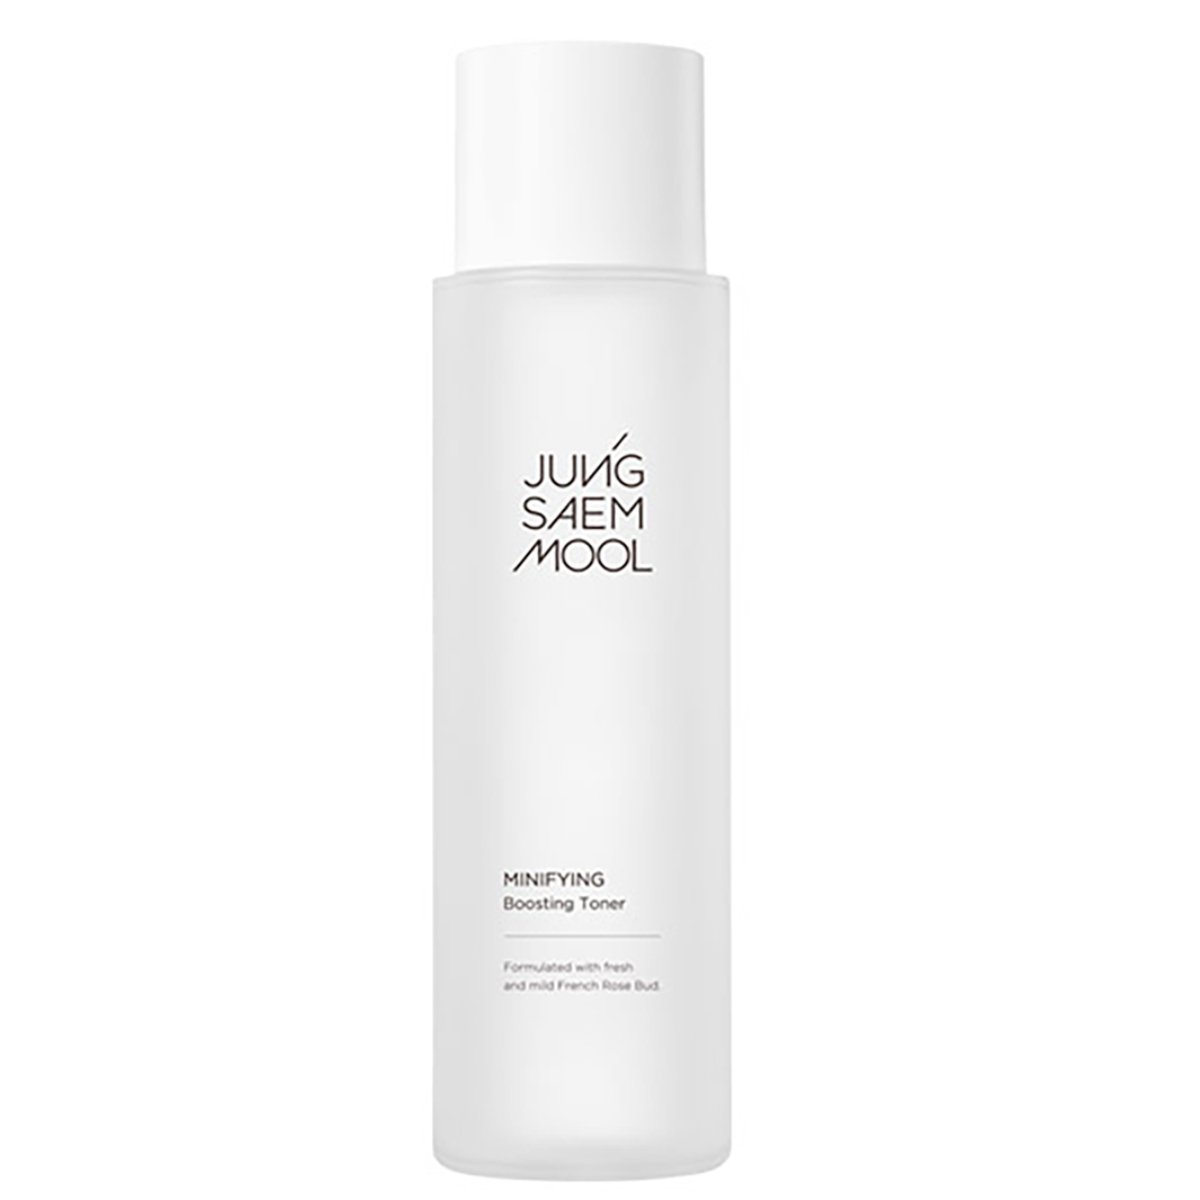 JUNG
SAEM
MOOL
MINIFYING
Boosting Toner
Formulated with fresh
and mild French Rose Bud.